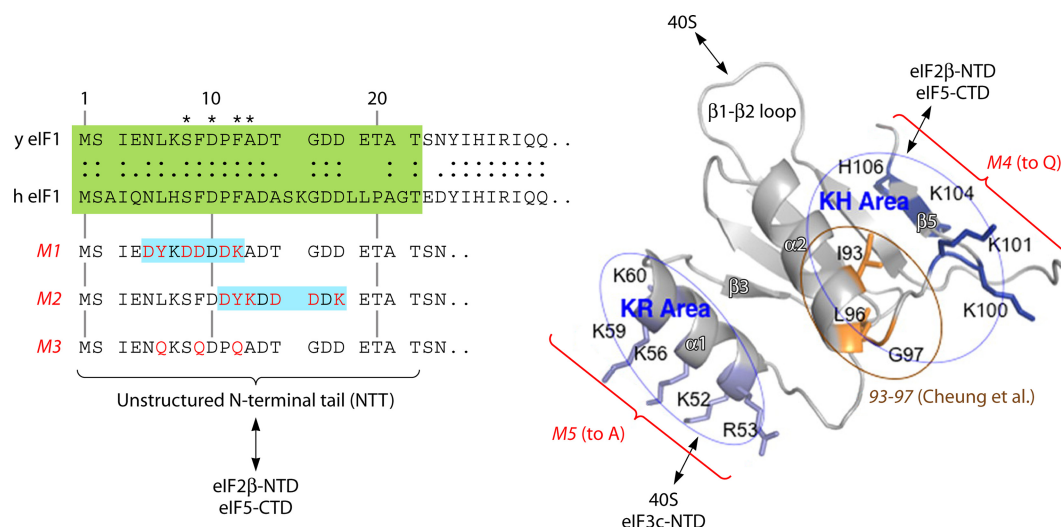 1 10 20
* * **
y eIF1 MS IENLKSFDPFADT GDD ETA TSNYIHIRIQQ..
h eIF1 MSAIQNLHSFDPFADASKGDDLLPAGTEDYIHIRIQQ..
M1 MS IEDYKDDDDKADT GDD ETA TSN..
M2 MS IENLKSFDDYKDD DDK ETA TSN..
M3 MS IENQKSQDPQADT GDD ETA TSN..
Unstructured N-terminal tail (NTT)
eIF2β-NTD
eIF5-CTD
40S
β1-β2 loop
eIF2β-NTD
eIF5-CTD
M4 (to Q)
H106
K104
KH Area
β5
K101
α2
I93
K100
L96
G97
93-97 (Cheung et al.)
β3
K60
KR Area
K59
K56
α1
K52
R53
M5 (to A)
40S
eIF3c-NTD